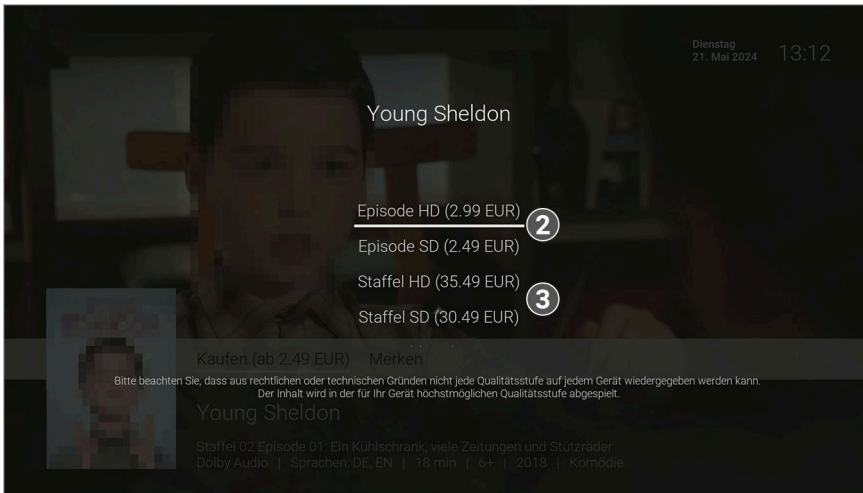 Dienstag
21. Mai 2024
13:12
Young Sheldon
Episode HD (2.99 EUR)
2
Episode SD (2.49 EUR)
Staffel HD (35.49 EUR)
3
Staffel SD (30.49 EUR)
Kaufen (ab 2.49 EUR) Merken
Bitte beachten Sie, dass aus rechtlichen oder technischen Gründen nicht jede Qualitätsstufe auf jedem Gerät wiedergegeben werden kann.
Der Inhalt wird in der für Ihr Gerät höchstmöglichen Qualitätsstufe abgespielt.
Young Sheldon
Staffel 02 Episode 01: Ein Kühlschrank, viele Zeitungen und Stützräder
Dolby Audio | Sprachen: DE, EN | 18 min | 6+ | 2018 | Komödie